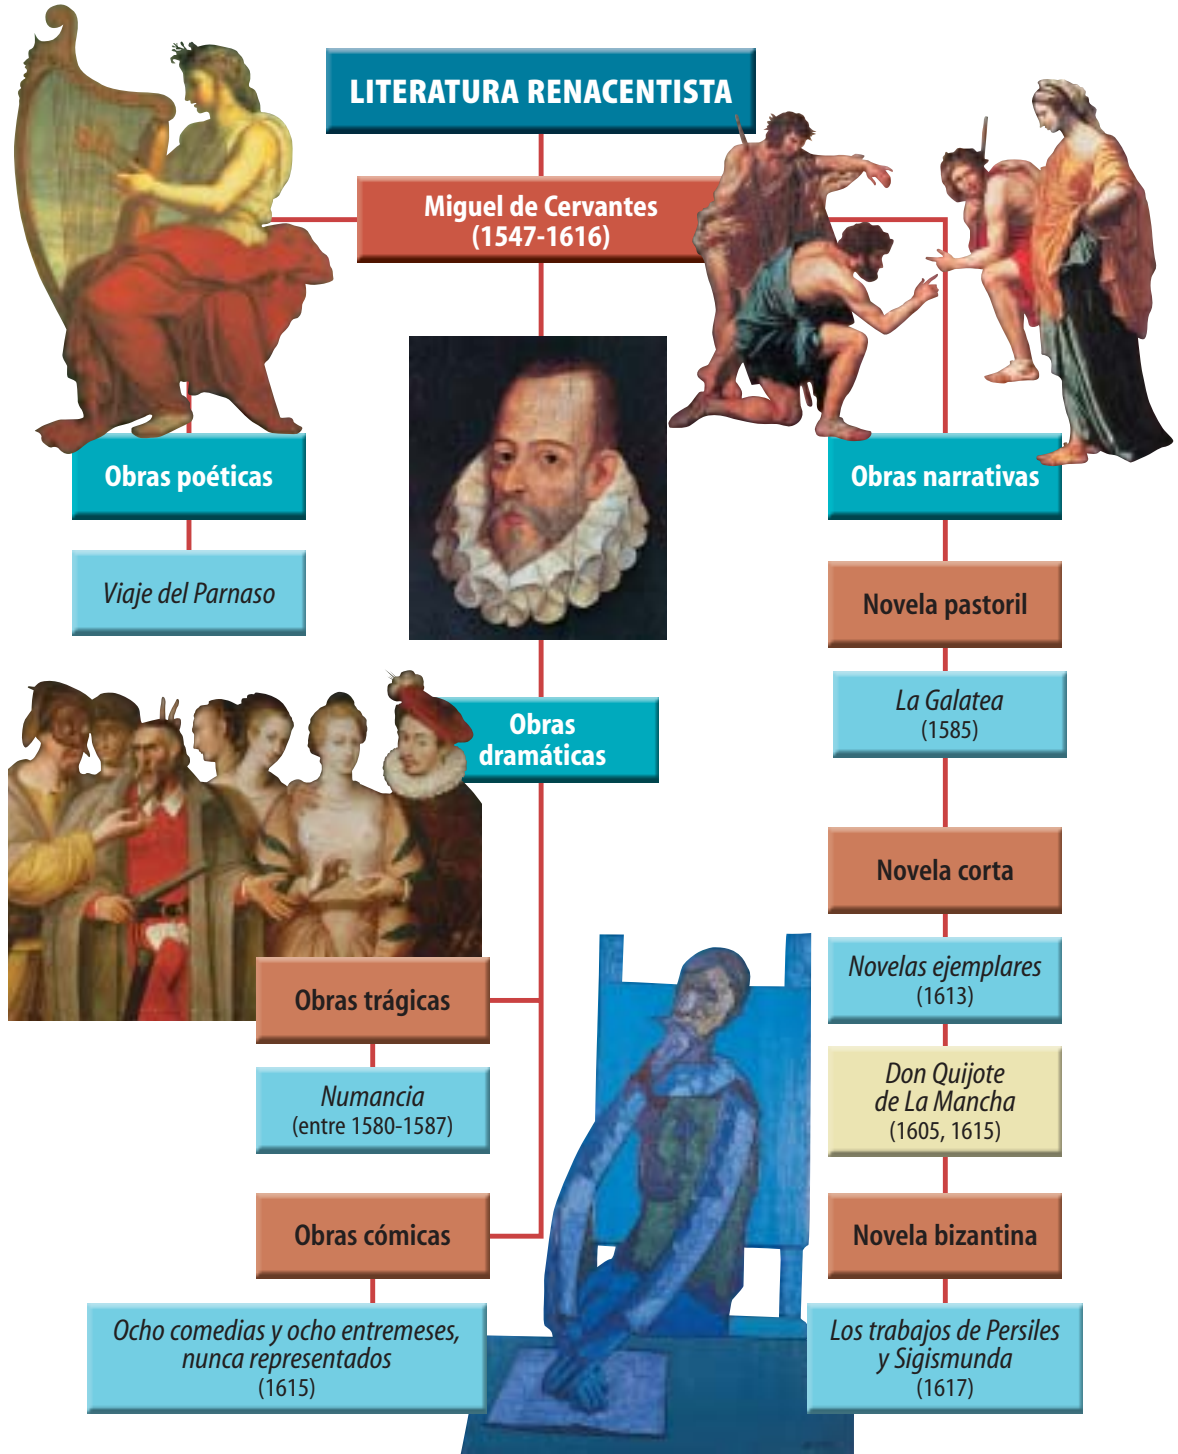 LITERATURA RENACENTISTA
Miguel de Cervantes
(1547-1616)
Obras poéticas
Viaje del Parnaso
Obras
dramáticas
Obras trágicas
Numancia
(entre 1580-1587)
Obras cómicas
Ocho comedias y ocho entremeses,
nunca representados
(1615)
Obras narrativas
Novela pastoril
La Galatea
(1585)
Novela corta
Novelas ejemplares
(1613)
Don Quijote
de La Mancha
(1605, 1615)
Novela bizantina
Los trabajos de Persiles
y Sigismunda
(1617)